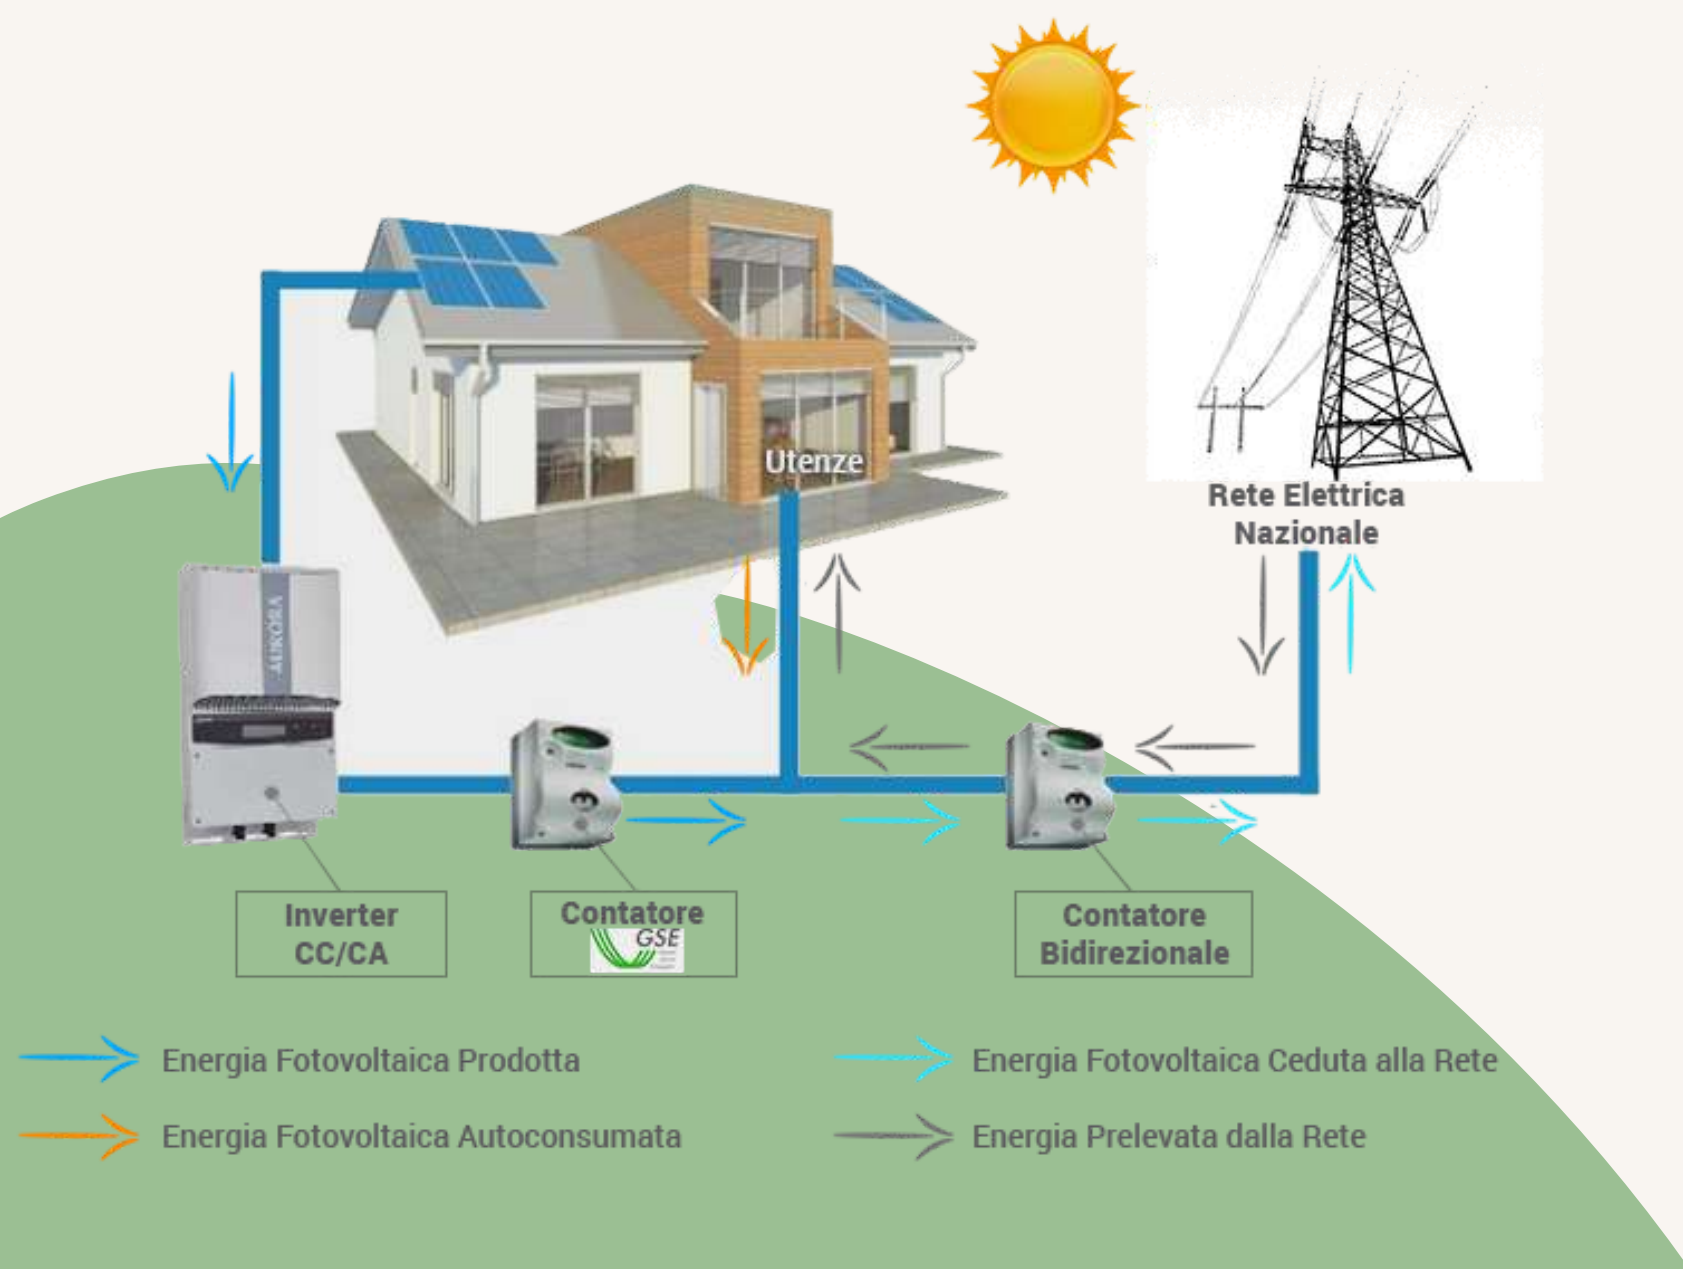 Utenze
Rete Elettrica
Nazionale
AURORA
Inverter
CC/CA
Contatore
GSE
Contatore
Bidirezionale
Energia Fotovoltaica Prodotta
Energia Fotovoltaica Ceduta alla Rete
Energia Fotovoltaica Autoconsumata
Energia Prelevata dalla Rete